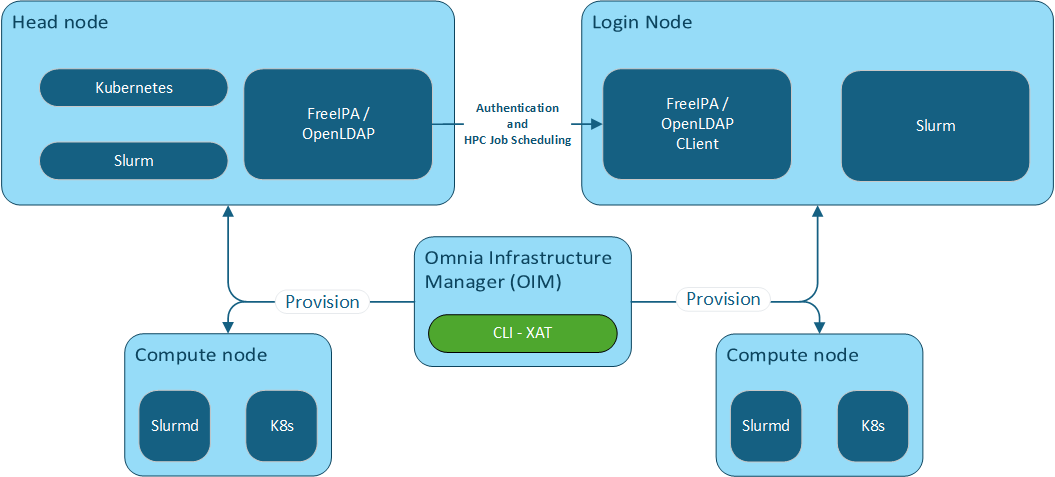 Head node
Kubernetes
Slurm
FreeIPA /
OpenLDAP
Authentication
and
HPC Job Scheduling
Login Node
FreeIPA /
OpenLDAP
CLient
Slurm
Omnia Infrastructure
Manager (OIM)
CLI - XAT
Provision
Provision
Compute node
Slurmd
K8s
Compute node
Slurmd
K8s